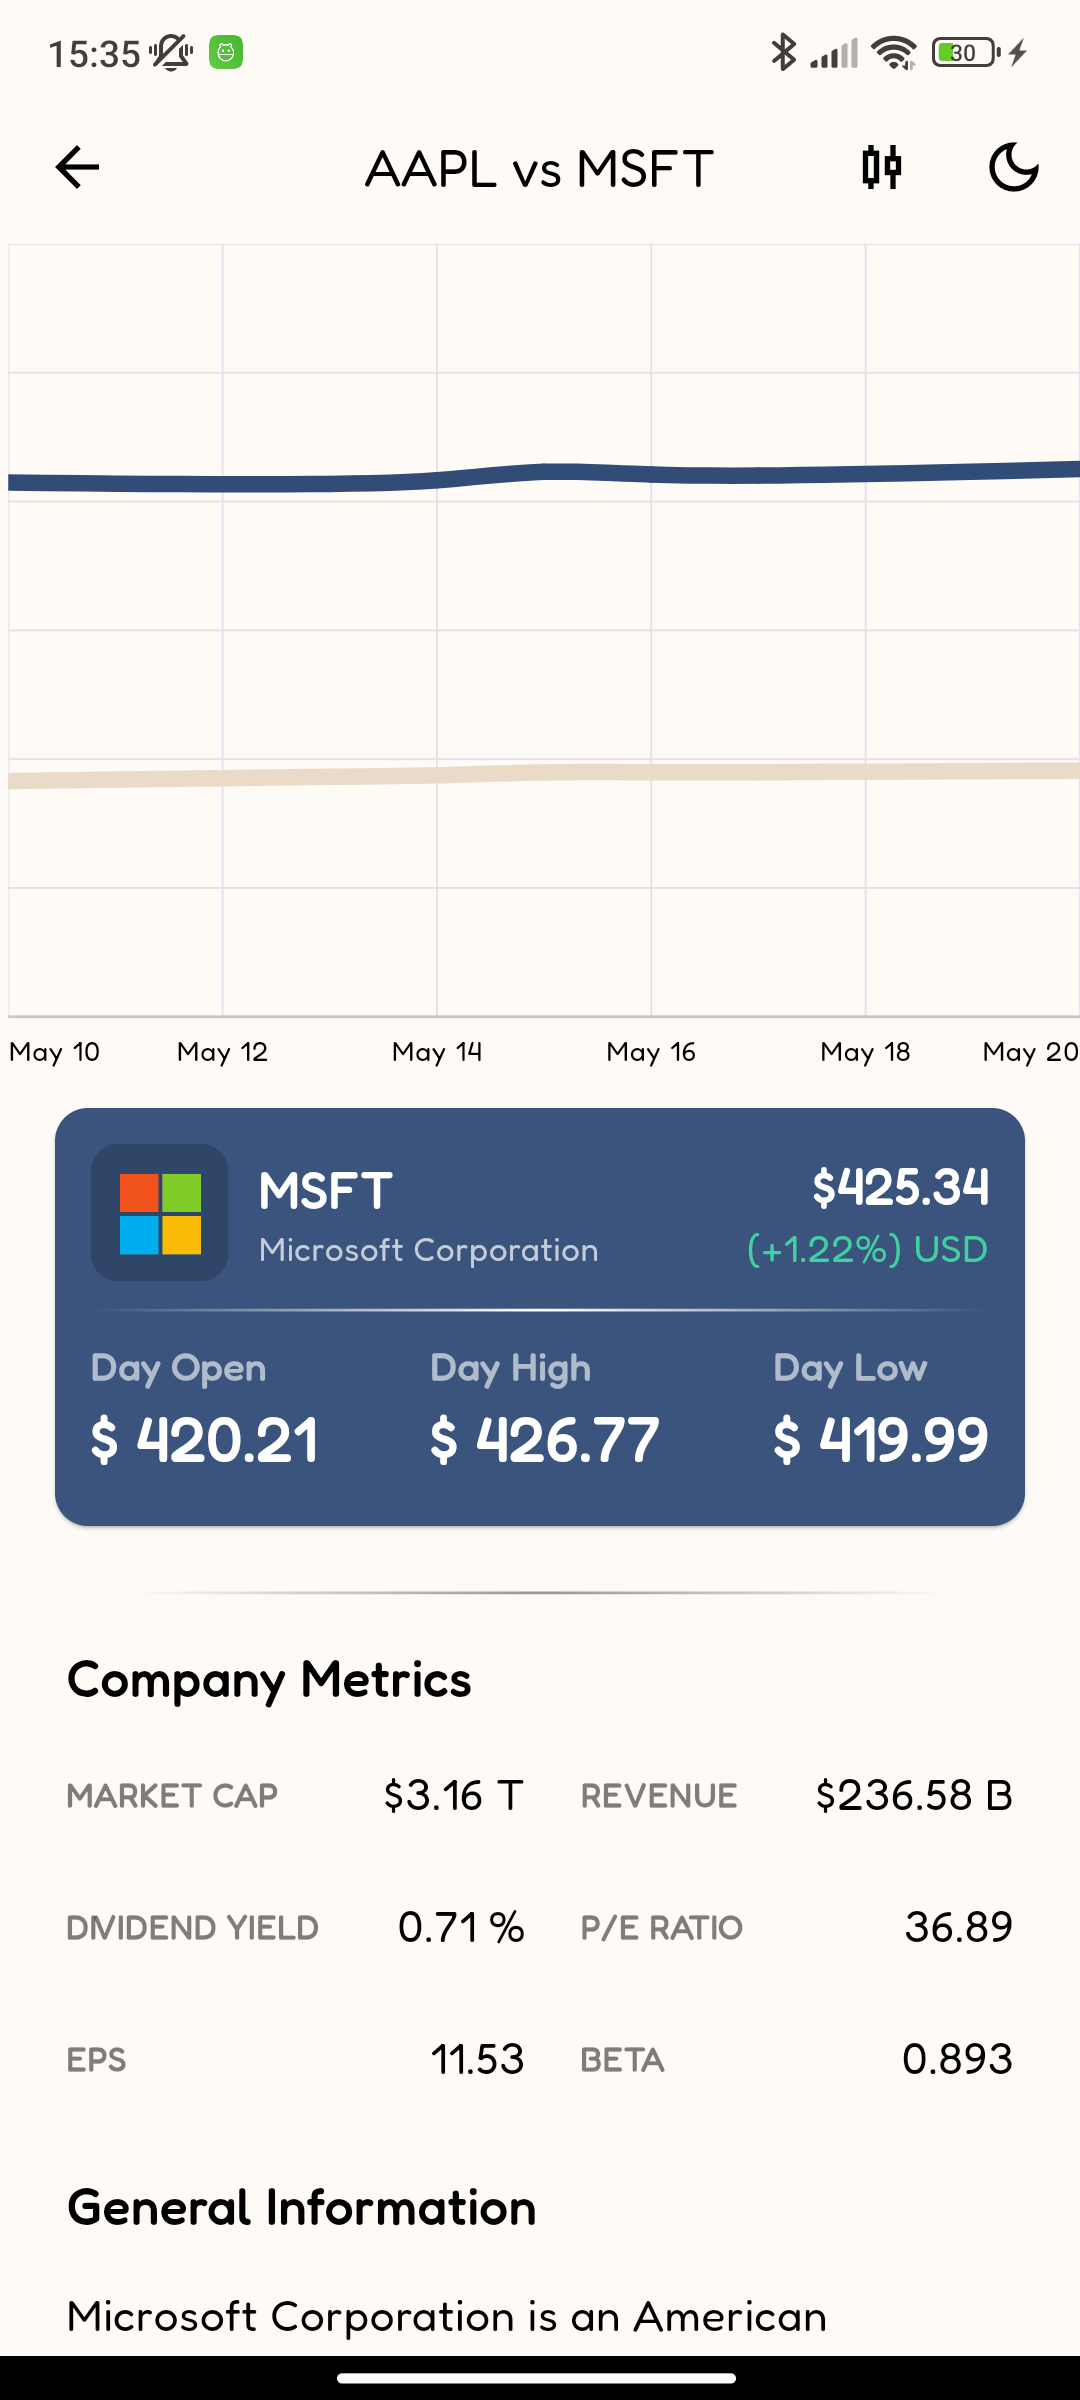 15:35 30
AAPL vs MSFT
May 10 May 12 May 14 May 16 May 18 May 20
MSFT $425.34
Microsoft Corporation (+1.22%) USD
Day Open Day High Day Low
$ 420.21 $ 426.77 $ 419.99
Company Metrics
MARKET CAP $3.16 T REVENUE $236.58 B
DIVIDEND YIELD 0.71 % P/E RATIO 36.89
EPS 11.53 BETA 0.893
General Information
Microsoft Corporation is an American